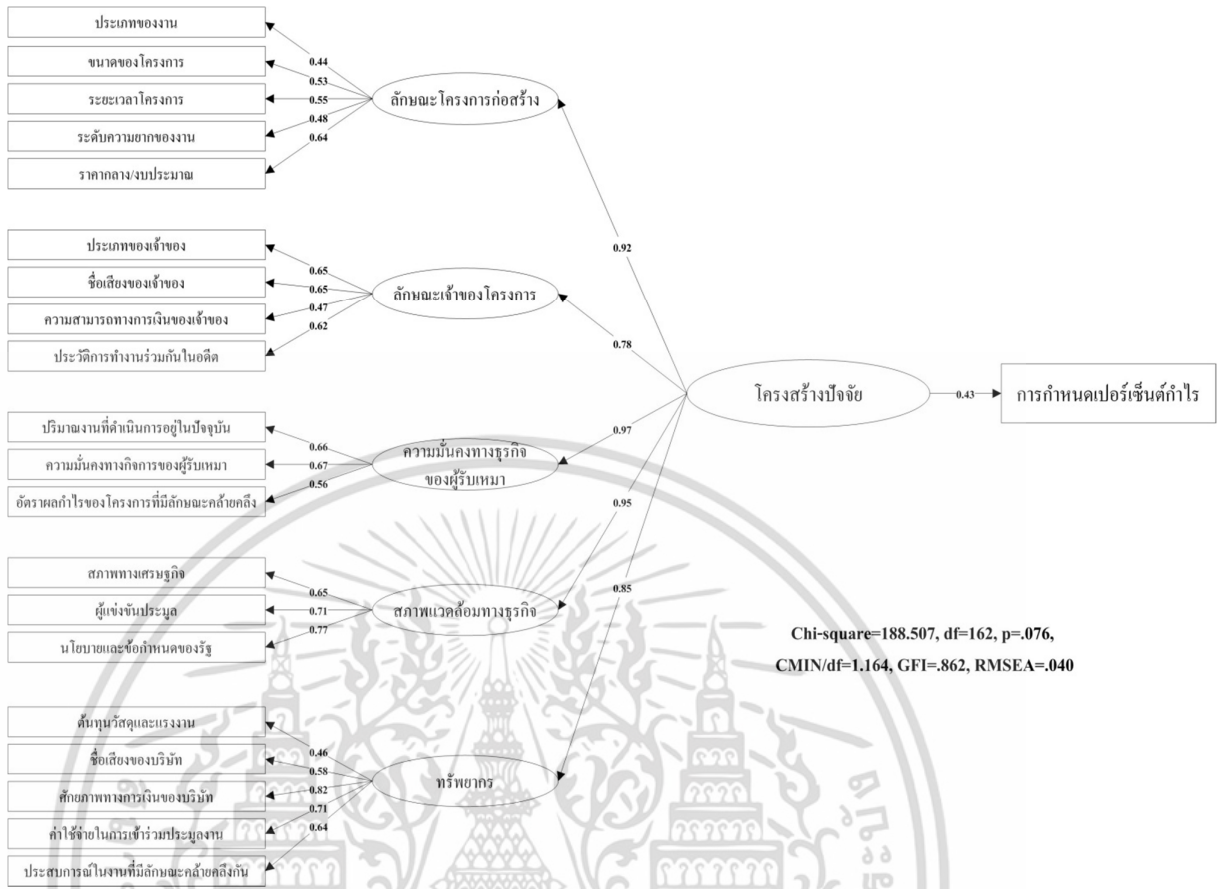 ประเภทของงาน
ขนาดของโครงการ
ระยะเวลาโครงการ
ระดับความยากของงาน
ราคากลาง/งบประมาณ
0.44
0.53
0.55
0.48
0.64
ลักษณะโครงการก่อสร้าง
0.92
ประเภทของเจ้าของ
ชื่อเสียงของเจ้าของ
ความสามารถทางการเงินของเจ้าของ
ประวัติการทำงานร่วมกันในอดีต
0.65
0.65
0.47
0.62
ลักษณะเจ้าของโครงการ
0.78
ปริมาณงานที่ดำเนินการอยู่ในปัจจุบัน
ความมั่นคงทางกิจการของผู้รับเหมา
อัตราผลกำไรของโครงการที่มีลักษณะคล้ายคลึง
0.66
0.67
0.56
ความมั่นคงทางธุรกิจ
ของผู้รับเหมา
0.97
สภาพทางเศรษฐกิจ
ผู้แข่งขันประมูล
นโยบายและข้อกำหนดของรัฐ
0.65
0.71
0.77
สภาพแวดล้อมทางธุรกิจ
0.95
ต้นทุนวัสดุและแรงงาน
ชื่อเสียงของบริษัท
ศักยภาพทางการเงินของบริษัท
ค่าใช้จ่ายในการเข้าร่วมประมูลงาน
ประสบการณ์ในงานที่มีลักษณะคล้ายคลึงกัน
0.46
0.58
0.82
0.71
0.64
ทรัพยากร
0.85
โครงสร้างปัจจัย
0.43
การกำหนดเปอร์เซ็นต์กำไร
Chi-square=188.507, df=162, p=.076,
CMIN/df=1.164, GFI=.862, RMSEA=.040